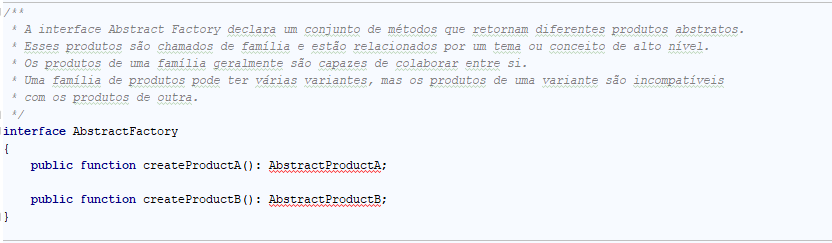 /**
* A interface Abstract Factory declara um conjunto de métodos que retornam diferentes produtos abstratos.
* Esses produtos são chamados de família e estão relacionados por um tema ou conceito de alto nível.
* Os produtos de uma família geralmente são capazes de colaborar entre si.
* Uma família de produtos pode ter várias variantes, mas os produtos de uma variante são incompatíveis
* com os produtos de outra.
*/
interface AbstractFactory
{
public function createProductA(): AbstractProductA;
public function createProductB(): AbstractProductB;
}